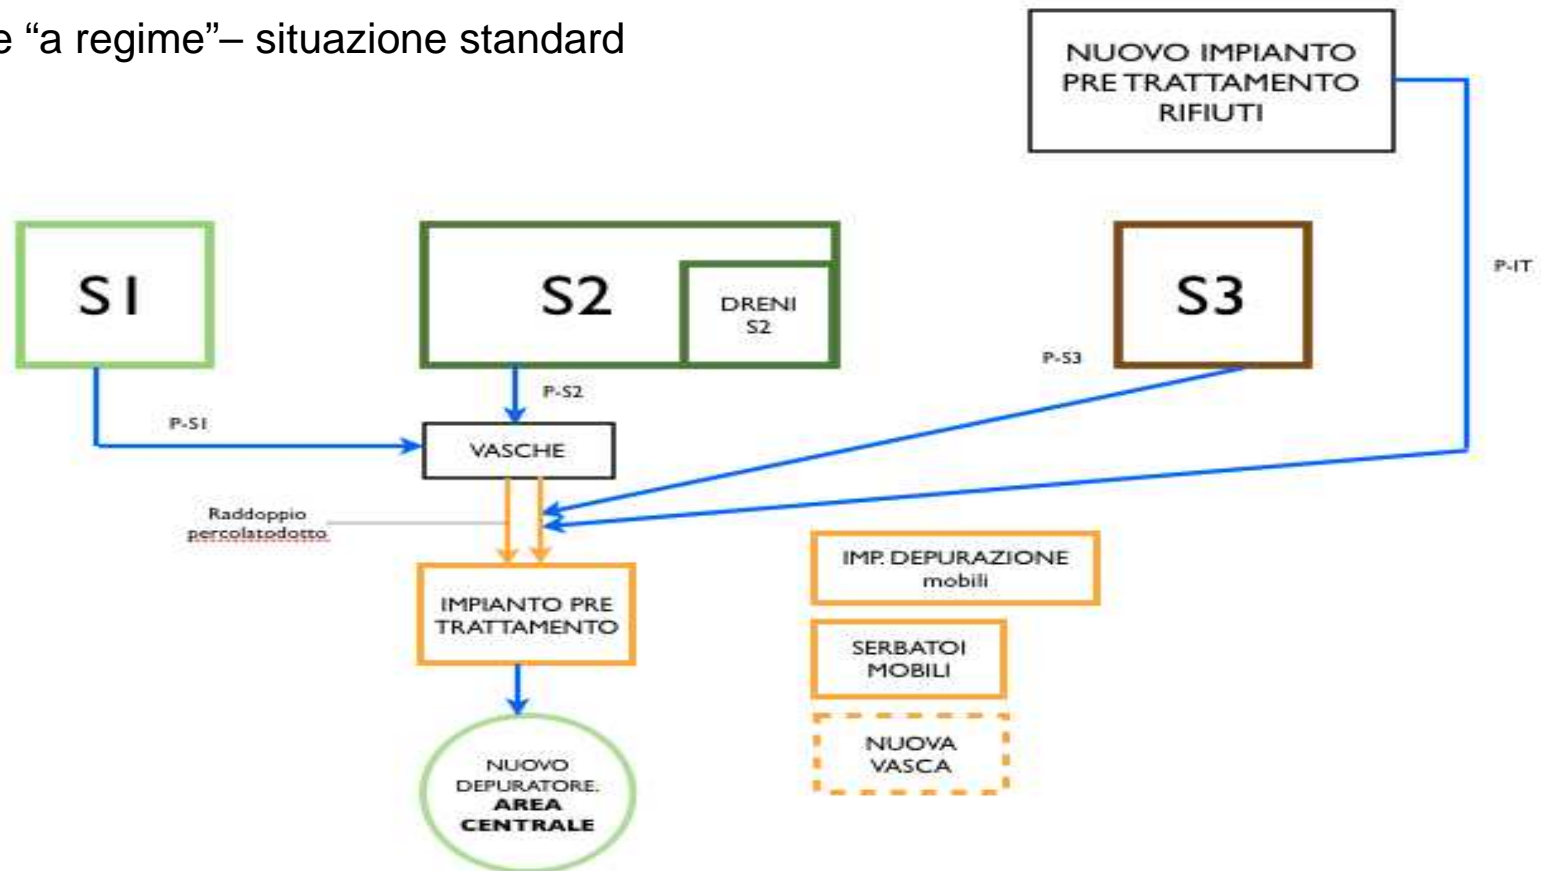 e “a regime”– situazione standard
NUOVO IMPIANTO
PRE TRATTAMENTO
RIFIUTI
S1
S2
DRENI
S2
S3
P-IT
P-S3
P-S2
P-S1
VASCHE
Raddoppio
percolatodotto
IMP. DEPURAZIONE
mobili
IMPIANTO PRE
TRATTAMENTO
SERBATOI
MOBILI
NUOVA
VASCA
NUOVO
DEPURATORE.
AREA
CENTRALE